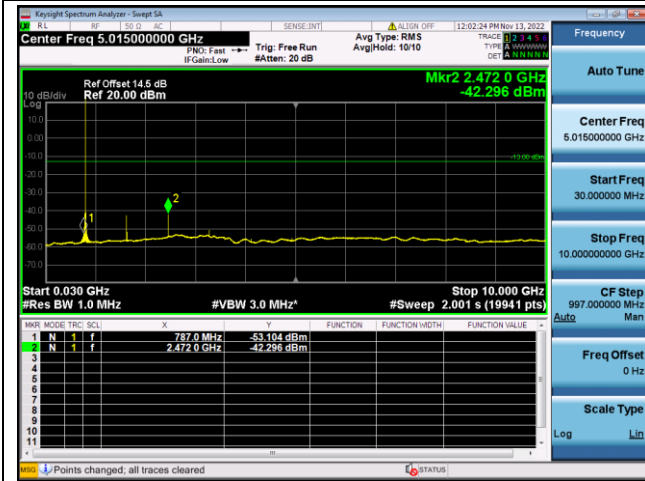 Keysight Spectrum Analyzer - Swept SA
RL RF 50 Ω AC SENSE:INT ALIGN OFF 12:02:24 PM Nov 13, 2022
Center Freq 5.015000000 GHz
PNO: Fast
IFGain:Low
Trig: Free Run
#Atten: 20 dB
Avg Type: RMS
Avg|Hold: 10/10
TRACE 1 2 3 4 5 6
TYPE A WWWWW
DET A N N N N N
Ref Offset 14.5 dB
10 dB/div Ref 20.00 dBm
Log
Mkr2 2.472 0 GHz
-42.296 dBm
10.0
0.00
-10.0
-13.00 dBm
-20.0
-30.0
-40.0
-50.0
-60.0
-70.0
1
2
Start 0.030 GHz Stop 10.000 GHz
#Res BW 1.0 MHz #VBW 3.0 MHz* #Sweep 2.001 s (19941 pts)
MKR MODE TRC SCL X Y FUNCTION FUNCTION WIDTH FUNCTION VALUE
1 N 1 f 787.0 MHz -53.104 dBm
2 N 1 f 2.472 0 GHz -42.296 dBm
3
4
5
6
7
8
9
10
11
MSG Points changed; all traces cleared STATUS
Frequency
Auto Tune
Center Freq
5.015000000 GHz
Start Freq
30.000000 MHz
Stop Freq
10.000000000 GHz
CF Step
997.000000 MHz
Auto Man
Freq Offset
0 Hz
Scale Type
Log Lin